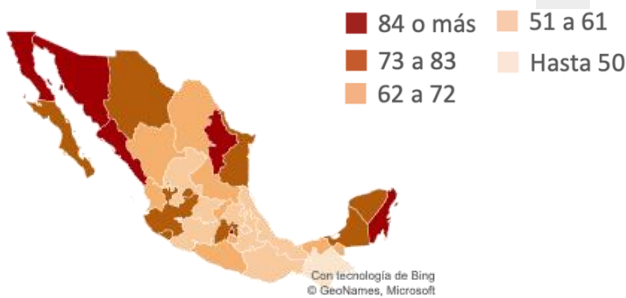 84 o más
73 a 83
62 a 72
51 a 61
Hasta 50
Con tecnología de Bing
© GeoNames, Microsoft